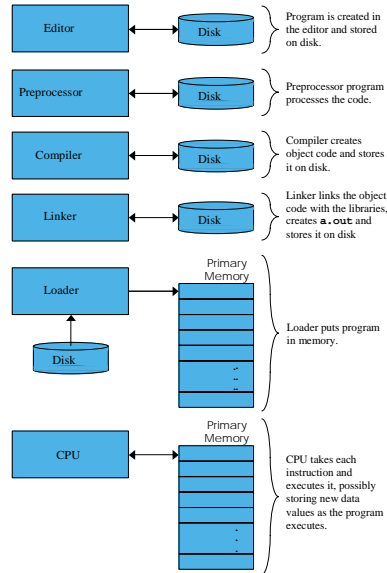 Editor
Disk
Program is created in
the editor and stored
on disk.
Preprocessor
Disk
Preprocessor program
processes the code.
Compiler
Disk
Compiler creates
object code and stores
it on disk.
Linker
Disk
Linker links the object
code with the libraries,
creates a.out and
stores it on disk
Loader
Primary
Memory
Disk
Loader puts program
in memory.
CPU
Primary
Memory
CPU takes each
instruction and
executes it, possibly
storing new data
values as the program
executes.